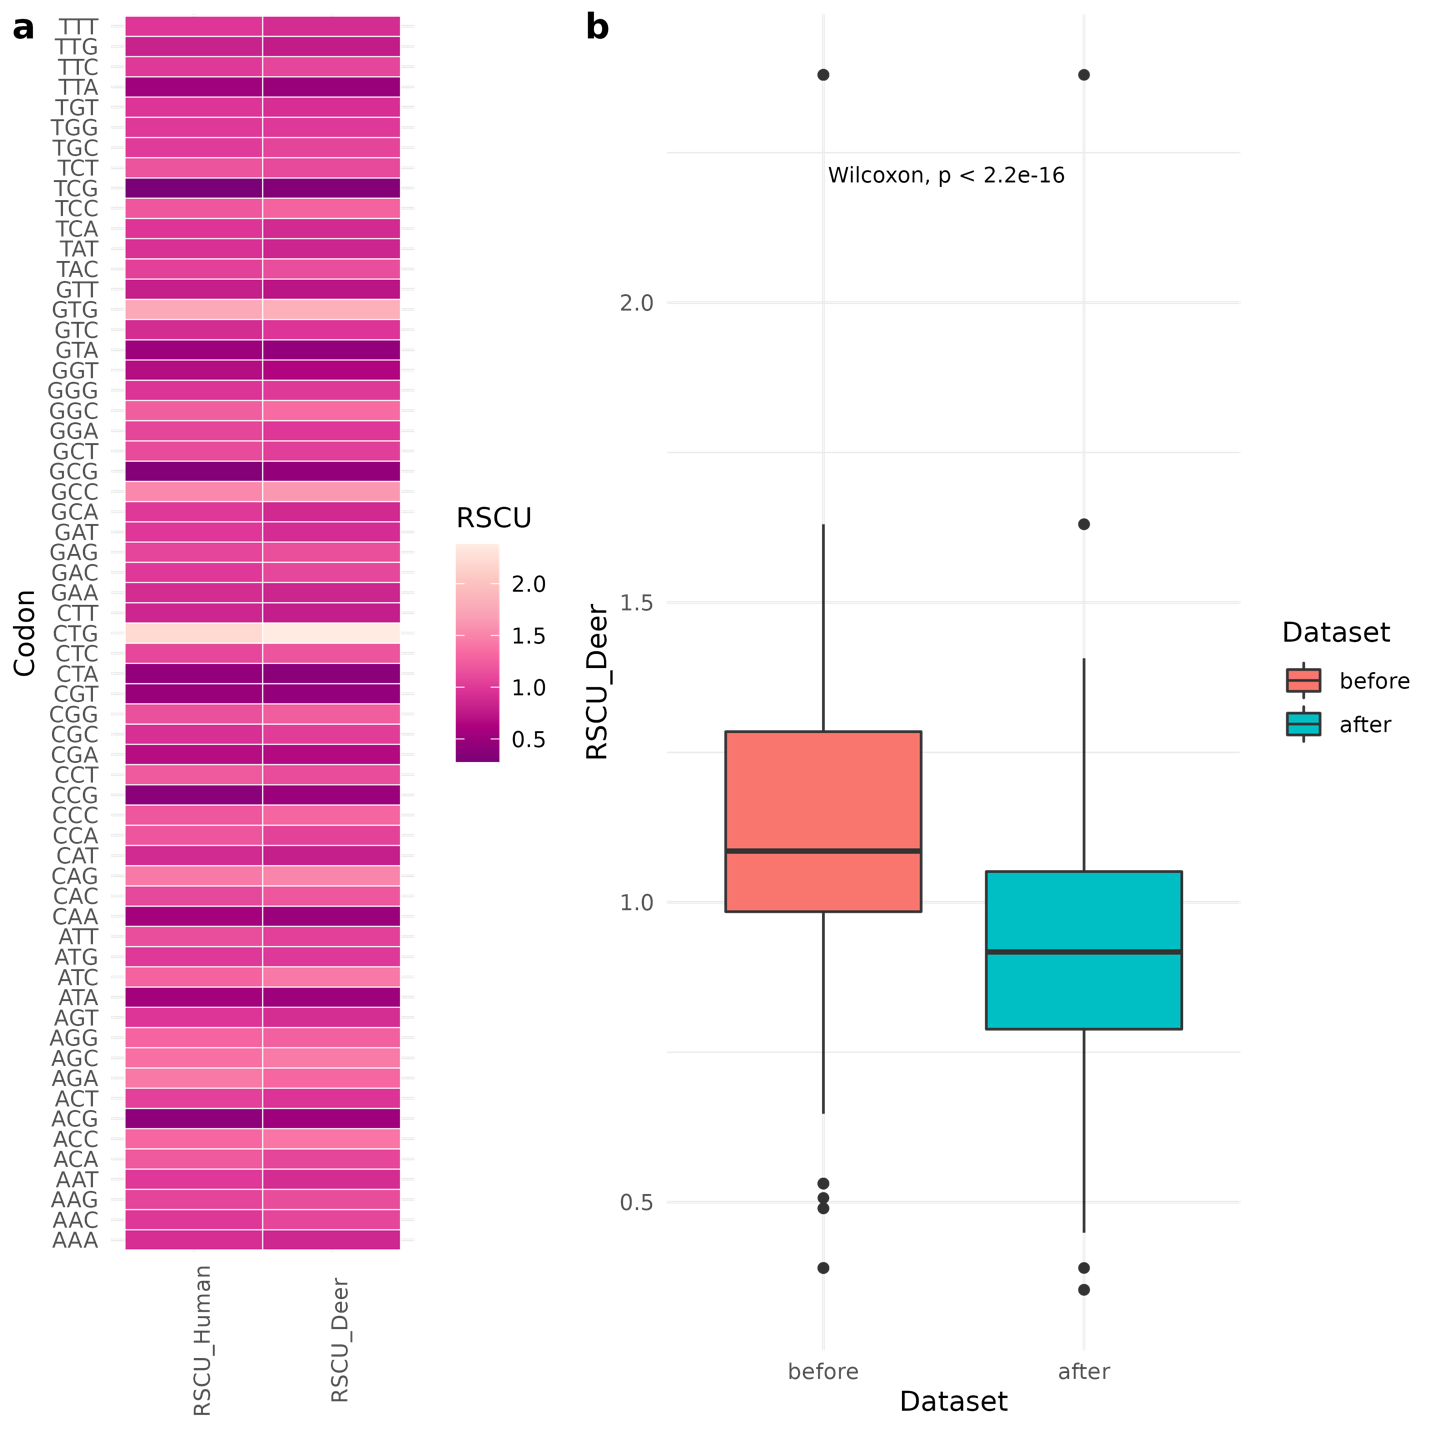 a
TTT
TTG
TTC
TTA
TGT
TGG
TGC
TCT
TCG
TCC
TCA
TAT
TAC
GTT
GTG
GTC
GTA
GGT
GGG
GGC
GGA
GCT
GCG
GCC
GCA
GAT
GAG
GAC
GAA
CTT
CTG
CTC
CTA
CGT
CGG
CGC
CGA
CCT
CCG
CCC
CCA
CAT
CAG
CAC
CAA
ATT
ATG
ATC
ATA
AGT
AGG
AGC
AGA
ACT
ACG
ACC
ACA
AAT
AAG
AAC
AAA
Codon
RSCU_Human
RSCU_Deer
RSCU
2.0
1.5
1.0
0.5
b
Wilcoxon, p < 2.2e-16
2.0
1.5
1.0
0.5
RSCU_Deer
before
after
Dataset
Dataset
before
after